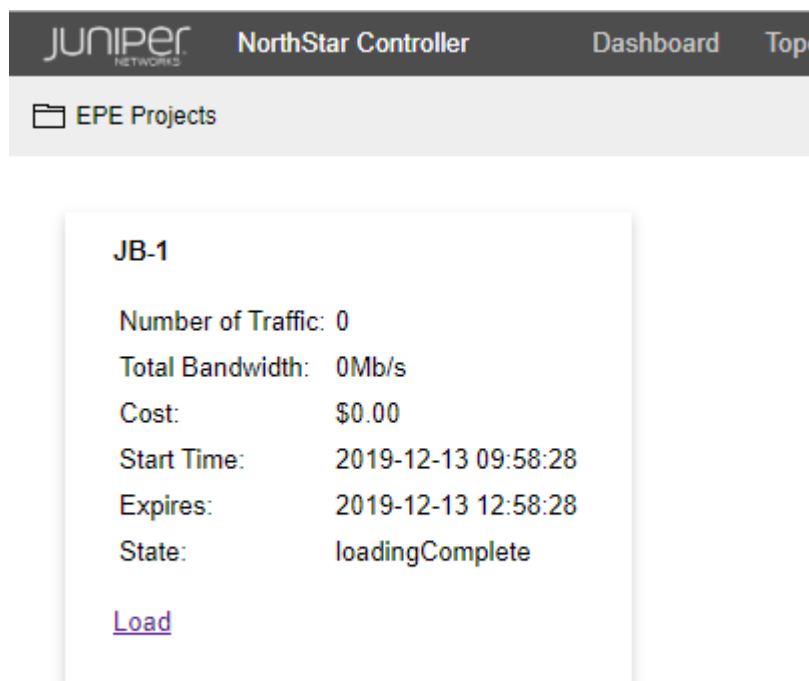 JUNIPER NETWORKS NorthStar Controller Dashboard Top
EPE Projects
JB-1
Number of Traffic: 0
Total Bandwidth: 0Mb/s
Cost: $0.00
Start Time: 2019-12-13 09:58:28
Expires: 2019-12-13 12:58:28
State: loadingComplete
Load